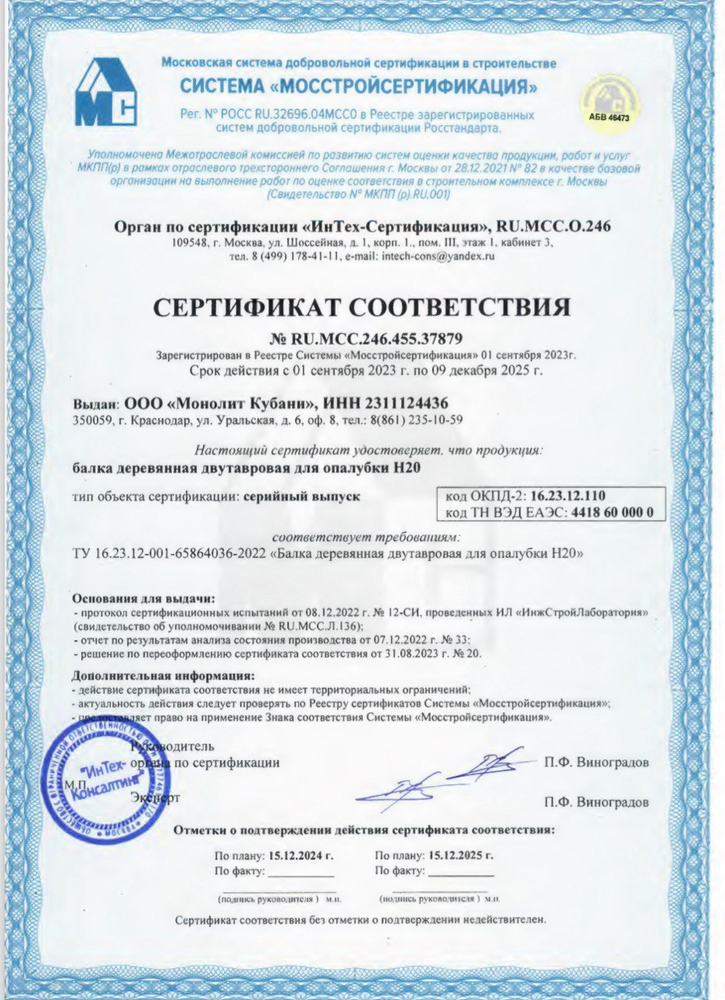 Московская система добровольной сертификации в строительстве
СИСТЕМА «МОССТРОЙСЕРТИФИКАЦИЯ»
МС
АБВ 46473
Рег. № РОСС RU.32696.04МСС0 в Реестре зарегистрированных
систем добровольной сертификации Росстандарта.
Уполномочена Межотраслевой комиссией по развитию систем оценки качества продукции, работ и услуг
МКПП(р) в рамках отраслевого трехстороннего Соглашения г. Москвы от 28.12.2021 № 82 в качестве базовой
организации на выполнение работ по оценке соответствия в строительном комплексе г. Москвы
(Свидетельство № МКПП (р).RU.001)
Орган по сертификации «ИнТех-Сертификация», RU.МСС.О.246
109548, г. Москва, ул. Шоссейная, д. 1, корп. 1., пом. III, этаж 1, кабинет 3,
тел. 8 (499) 178-41-11, e-mail: intech-cons@yandex.ru
СЕРТИФИКАТ СООТВЕТСТВИЯ
№ RU.МСС.246.455.37879
Зарегистрирован в Реестре Системы «Мосстройсертификация» 01 сентября 2023г.
Срок действия с 01 сентября 2023 г. по 09 декабря 2025 г.
Выдан: ООО «Монолит Кубани», ИНН 2311124436
350059, г. Краснодар, ул. Уральская, д. 6, оф. 8, тел.: 8(861) 235-10-59
Настоящий сертификат удостоверяет. что продукция:
балка деревянная двутавровая для опалубки Н20
тип объекта сертификации: серийный выпуск
код ОКПД-2: 16.23.12.110
код ТН ВЭД ЕАЭС: 4418 60 000 0
соответствует требованиям:
ТУ 16.23.12-001-65864036-2022 «Балка деревянная двутавровая для опалубки Н20»
Основания для выдачи:
- протокол сертификационных испытаний от 08.12.2022 г. № 12-СИ, проведенных ИЛ «ИнжСтройЛаборатория»
(свидетельство об уполномочивании № RU.МСС.Л.136);
- отчет по результатам анализа состояния производства от 07.12.2022 г. № 33;
- решение по переоформлению сертификата соответствия от 31.08.2023 г. № 20.
Дополнительная информация:
- действие сертификата соответствия не имеет территориальных ограничений;
- актуальность действия следует проверять по Реестру сертификатов Системы «Мосстройсертификация»;
- предоставляет право на применение Знака соответствия Системы «Мосстройсертификация».
Руководитель
органа по сертификации
П.Ф. Виноградов
М.П.
Эксперт
П.Ф. Виноградов
"ИнТех-
Консалтинг"
ОБЩЕСТВО С ОГРАНИЧЕННОЙ ОТВЕТСТВЕННОСТЬЮ
МОСКВА
Отметки о подтверждении действия сертификата соответствия:
По плану: 15.12.2024 г.
По плану: 15.12.2025 г.
По факту:
По факту:
(подпись руководителя ) м.п.
(подпись руководителя ) м.п.
Сертификат соответствия без отметки о подтверждении недействителен.